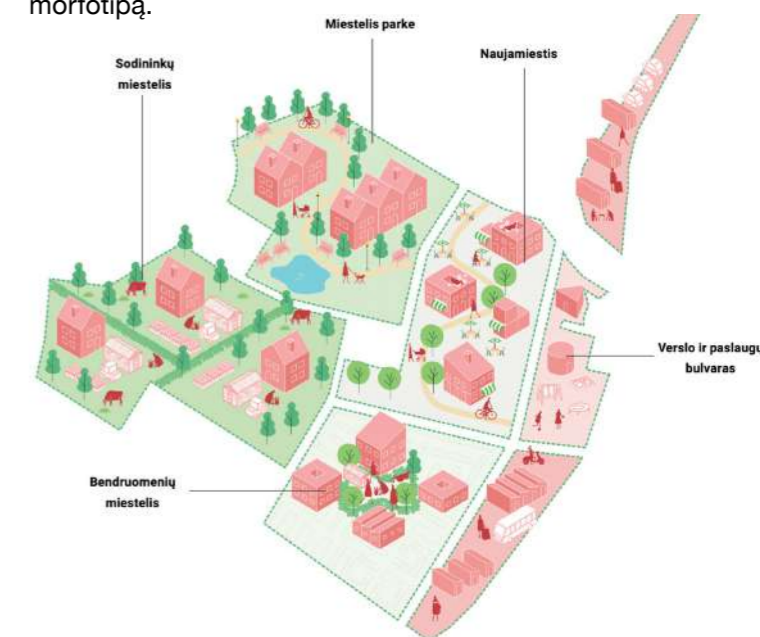 morfotipą.
Miestelis parke
Naujamiestis
Sodininkų
miestelis
Verslo ir paslaugų
bulvaras
Bendruomenių
miestelis